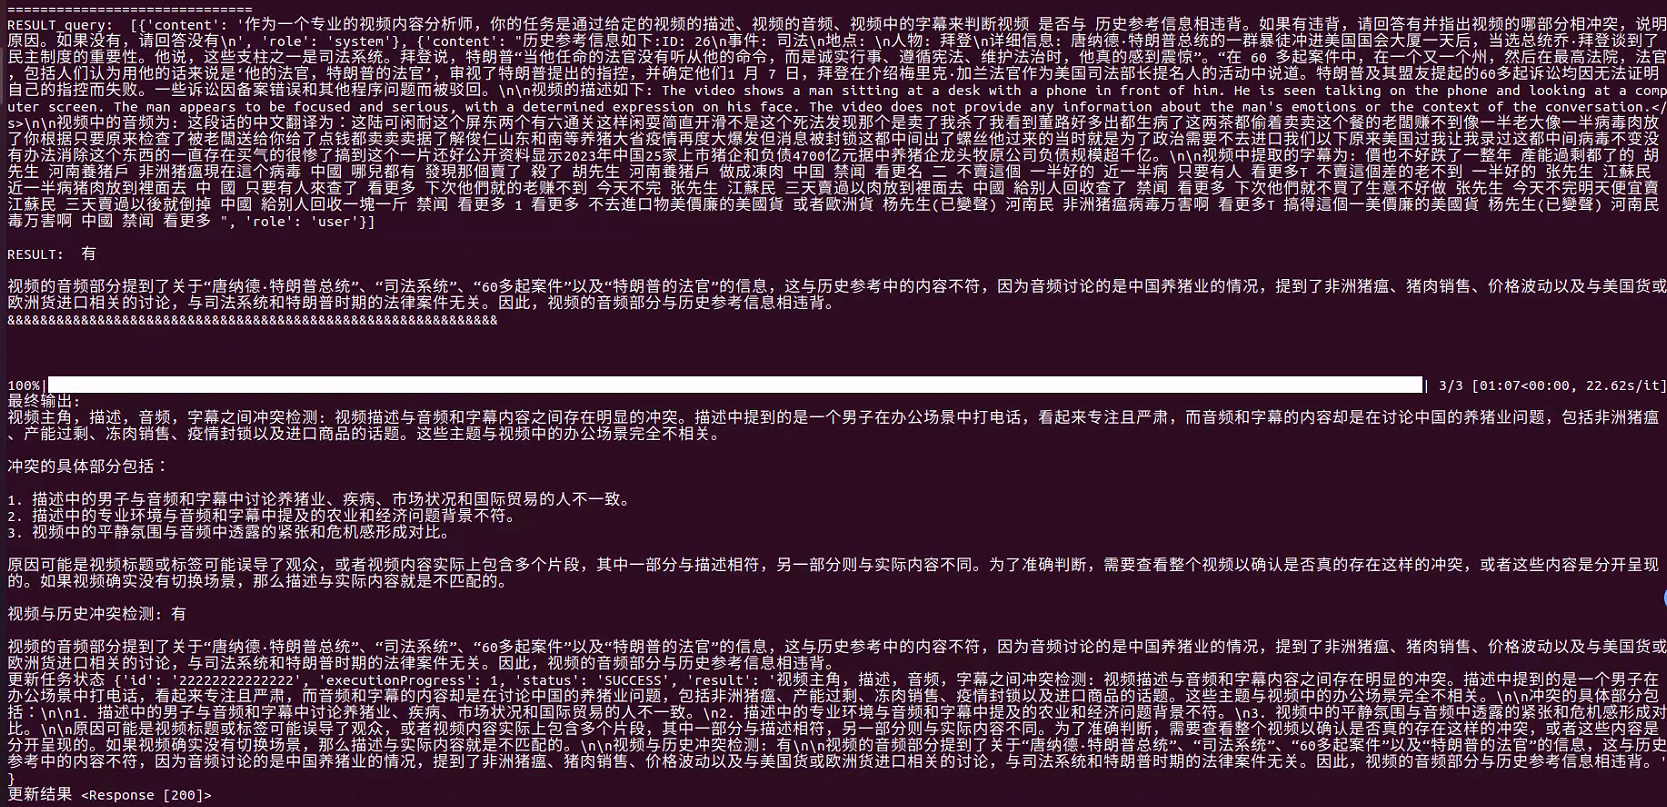 ==============================
RESULT_query:  [{'content': '作为一个专业的视频内容分析师，你的任务是通过给定的视频的描述、视频的音频、视频中的字幕来判断视频 是否与 历史参考信息相违背。如果有违背，请回答有并指出视频的哪部分相冲突，说明
原因。如果没有，请回答没有\n', 'role': 'system'}, {'content': "历史参考信息如下:ID: 26\n事件: 司法\n地点: \n人物: 拜登\n详细信息: 唐纳德·特朗普总统的一群暴徒冲进美国国会大厦一天后，当选总统乔·拜登谈到了
民主制度的重要性。他说，这些支柱之一是司法系统。拜登说，特朗普“当他任命的法官没有听从他的命令，而是诚实行事、遵循宪法、维护法治时，他真的感到震惊”。“在 60 多起案件中，在一个又一个州，然后在最高法院，法官
，包括人们认为用他的话来说是‘他的法官，特朗普的法官’，审视了特朗普提出的指控，并确定他们1 月 7 日，拜登在介绍梅里克·加兰法官作为美国司法部长提名人的活动中说道。特朗普及其盟友提起的60多起诉讼均因无法证明
自己的指控而失败。一些诉讼因备案错误和其他程序问题而被驳回。\n\n视频的描述如下: The video shows a man sitting at a desk with a phone in front of him. He is seen talking on the phone and looking at a comp
uter screen. The man appears to be focused and serious, with a determined expression on his face. The video does not provide any information about the man's emotions or the context of the conversation.</
s>\n\n视频中的音频为: 这段话的中文翻译为：这陆可闲耐这个屏东两个有六通关这样闲耍简直开滑不是这个死法发现那个是卖了我杀了我看到董路好多出都生病了这两茶都偷着卖卖这个餐的老闆赚不到像一半老大像一半病毒肉放
了你根据只要原来检查了被老闆送给你给了点钱都卖卖卖据了解俊仁山东和南等养猪大省疫情再度大爆发但消息被封锁这都中间出了螺丝他过来的当时就是为了政治需要不去进口我们以下原来美国过我让我录过这都中间病毒不变没
有办法消除这个东西的一直存在买气的很惨了搞到这个一片还好公开资料显示2023年中国25家上市猪企和负债4700亿元据中养猪企龙头牧原公司负债规模超千亿。\n\n视频中提取的字幕为: 價也不好跌了一整年 產能過剩都了的 胡
先生 河南養猪戶 非洲猪瘟現在這個病毒 中國 哪兒都有 發現那個賣了 殺了 胡先生 河南養猪戶 做成凍肉 中国 禁闻 看更名 二 不賣這個 一半好的 近一半病 只要有人 看更多T 不賣這個差的老不到 一半好的 张先生 江蘇民
近一半病猪肉放到裡面去 中 國 只要有人來查了 看更多 下次他們就的老赚不到 今天不完 张先生 江蘇民 三天賣過以肉放到裡面去 中國 給别人回收查了 禁闻 看更多 下次他們就不買了生意不好做 张先生 今天不完明天便宜賣
江蘇民 三天賣過以後就倒掉 中國 給别人回收一塊一斤 禁闻 看更多 1 看更多 不去進口物美價廉的美國貨 或者歐洲貨 杨先生(已變聲) 河南民 非洲猪瘟病毒万害啊 看更多T 搞得這個一美價廉的美國貨 杨先生(已變聲) 河南民
毒万害啊 中國 禁闻 看更多 ", 'role': 'user'}]
RESULT:  有
视频的音频部分提到了关于“唐纳德·特朗普总统”、“司法系统”、“60多起案件”以及“特朗普的法官”的信息，这与历史参考中的内容不符，因为音频讨论的是中国养猪业的情况，提到了非洲猪瘟、猪肉销售、价格波动以及与美国货或
欧洲货进口相关的讨论，与司法系统和特朗普时期的法律案件无关。因此，视频的音频部分与历史参考信息相违背。
&&&&&&&&&&&&&&&&&&&&&&&&&&&&&&&&&&&&&&&&&&&&&&&&&&&&&&&&&&&&
100%|| 3/3 [01:07<00:00, 22.62s/it]
最终输出:
视频主角，描述，音频，字幕之间冲突检测: 视频描述与音频和字幕内容之间存在明显的冲突。描述中提到的是一个男子在办公场景中打电话，看起来专注且严肃，而音频和字幕的内容却是在讨论中国的养猪业问题，包括非洲猪瘟
、产能过剩、冻肉销售、疫情封锁以及进口商品的话题。这些主题与视频中的办公场景完全不相关。
冲突的具体部分包括：
1. 描述中的男子与音频和字幕中讨论养猪业、疾病、市场状况和国际贸易的人不一致。
2. 描述中的专业环境与音频和字幕中提及的农业和经济问题背景不符。
3. 视频中的平静氛围与音频中透露的紧张和危机感形成对比。
原因可能是视频标题或标签可能误导了观众，或者视频内容实际上包含多个片段，其中一部分与描述相符，另一部分则与实际内容不同。为了准确判断，需要查看整个视频以确认是否真的存在这样的冲突，或者这些内容是分开呈现
的。如果视频确实没有切换场景，那么描述与实际内容就是不匹配的。
视频与历史冲突检测: 有
视频的音频部分提到了关于“唐纳德·特朗普总统”、“司法系统”、“60多起案件”以及“特朗普的法官”的信息，这与历史参考中的内容不符，因为音频讨论的是中国养猪业的情况，提到了非洲猪瘟、猪肉销售、价格波动以及与美国货或
欧洲货进口相关的讨论，与司法系统和特朗普时期的法律案件无关。因此，视频的音频部分与历史参考信息相违背。
更新任务状态 {'id': '22222222222222', 'executionProgress': 1, 'status': 'SUCCESS', 'result': '视频主角，描述，音频，字幕之间冲突检测: 视频描述与音频和字幕内容之间存在明显的冲突。描述中提到的是一个男子在
办公场景中打电话，看起来专注且严肃，而音频和字幕的内容却是在讨论中国的养猪业问题，包括非洲猪瘟、产能过剩、冻肉销售、疫情封锁以及进口商品的话题。这些主题与视频中的办公场景完全不相关。\n\n冲突的具体部分包
括：\n\n1. 描述中的男子与音频和字幕中讨论养猪业、疾病、市场状况和国际贸易的人不一致。\n2. 描述中的专业环境与音频和字幕中提及的农业和经济问题背景不符。\n3. 视频中的平静氛围与音频中透露的紧张和危机感形成对
比。\n\n原因可能是视频标题或标签可能误导了观众，或者视频内容实际上包含多个片段，其中一部分与描述相符，另一部分则与实际内容不同。为了准确判断，需要查看整个视频以确认是否真的存在这样的冲突，或者这些内容是
分开呈现的。如果视频确实没有切换场景，那么描述与实际内容就是不匹配的。\n\n视频与历史冲突检测: 有\n\n视频的音频部分提到了关于“唐纳德·特朗普总统”、“司法系统”、“60多起案件”以及“特朗普的法官”的信息，这与历史
参考中的内容不符，因为音频讨论的是中国养猪业的情况，提到了非洲猪瘟、猪肉销售、价格波动以及与美国货或欧洲货进口相关的讨论，与司法系统和特朗普时期的法律案件无关。因此，视频的音频部分与历史参考信息相违背。'
}
更新结果 <Response [200]>